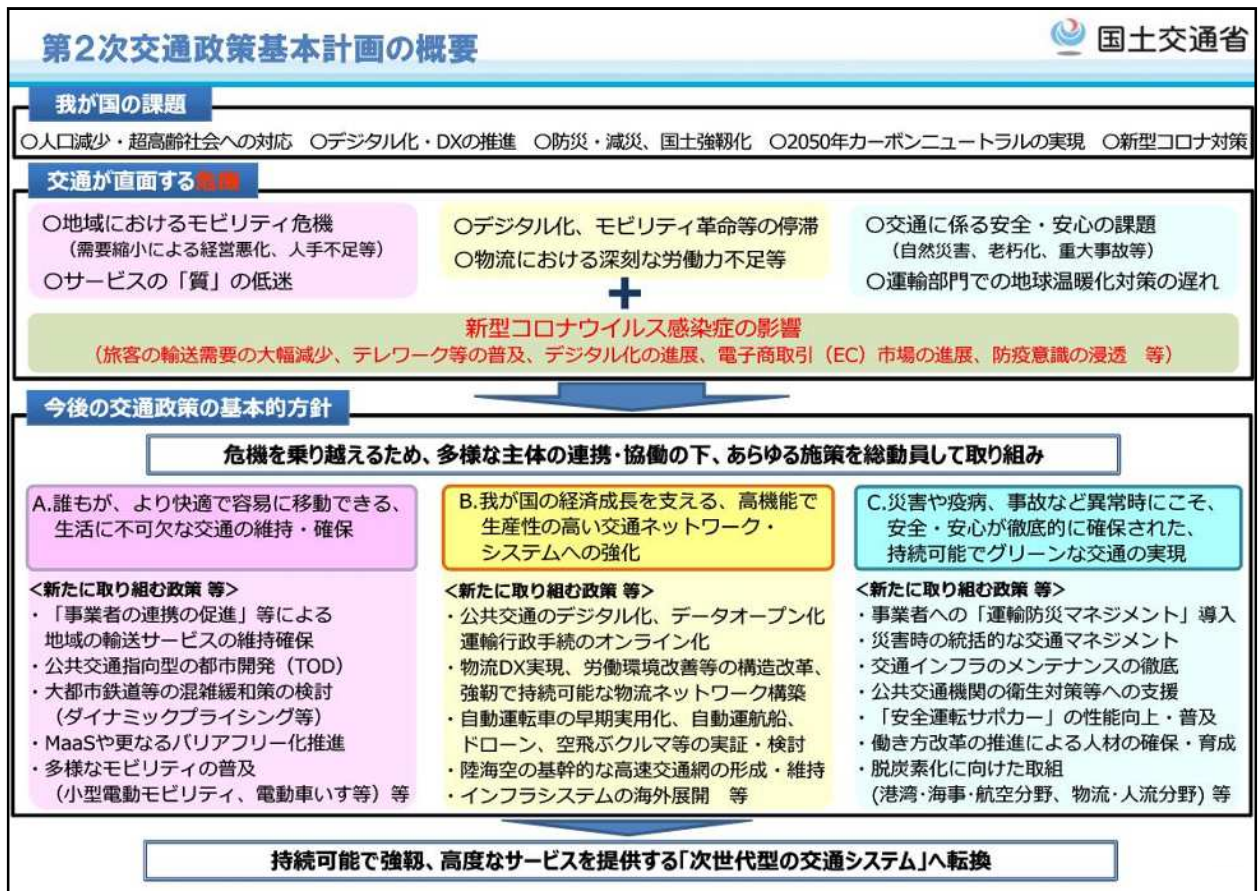 第2次交通政策基本計画の概要
国土交通省
我が国の課題
○人口減少・超高齢社会への対応 ○デジタル化・DXの推進 ○防災・減災、国土強靱化 ○2050年カーボンニュートラルの実現 ○新型コロナ対策
交通が直面する危機
○地域におけるモビリティ危機
(需要縮小による経営悪化、人手不足等)
○サービスの「質」の低迷
○デジタル化、モビリティ革命等の停滞
○物流における深刻な労働力不足等
○交通に係る安全・安心の課題
(自然災害、老朽化、重大事故等)
○運輸部門での地球温暖化対策の遅れ
+
新型コロナウイルス感染症の影響
(旅客の輸送需要の大幅減少、テレワーク等の普及、デジタル化の進展、電子商取引(EC)市場の進展、防疫意識の浸透 等)
今後の交通政策の基本的方針
危機を乗り越えるため、多様な主体の連携・協働の下、あらゆる施策を総動員して取り組み
A.誰もが、より快適で容易に移動できる、
生活に不可欠な交通の維持・確保
<新たに取り組む政策 等>
・「事業者の連携の促進」等による
地域の輸送サービスの維持確保
・公共交通指向型の都市開発(TOD)
・大都市鉄道等の混雑緩和策の検討
(ダイナミックプライシング等)
・MaaSや更なるバリアフリー化推進
・多様なモビリティの普及
(小型電動モビリティ、電動車いす等)等
B.我が国の経済成長を支える、高機能で
生産性の高い交通ネットワーク・
システムへの強化
<新たに取り組む政策 等>
・公共交通のデジタル化、データオープン化
運輸行政手続のオンライン化
・物流DX実現、労働環境改善等の構造改革、
強靭で持続可能な物流ネットワーク構築
・自動運転車の早期実用化、自動運航船、
ドローン、空飛ぶクルマ等の実証・検討
・陸海空の基幹的な高速交通網の形成・維持
・インフラシステムの海外展開 等
C.災害や疫病、事故など異常時にこそ、
安全・安心が徹底的に確保された、
持続可能でグリーンな交通の実現
<新たに取り組む政策 等>
・事業者への「運輸防災マネジメント」導入
・災害時の統括的な交通マネジメント
・交通インフラのメンテナンスの徹底
・公共交通機関の衛生対策等への支援
・「安全運転サポカー」の性能向上・普及
・働き方改革の推進による人材の確保・育成
・脱炭素化に向けた取組
(港湾・海事・航空分野、物流・人流分野) 等
持続可能で強靱、高度なサービスを提供する「次世代型の交通システム」へ転換